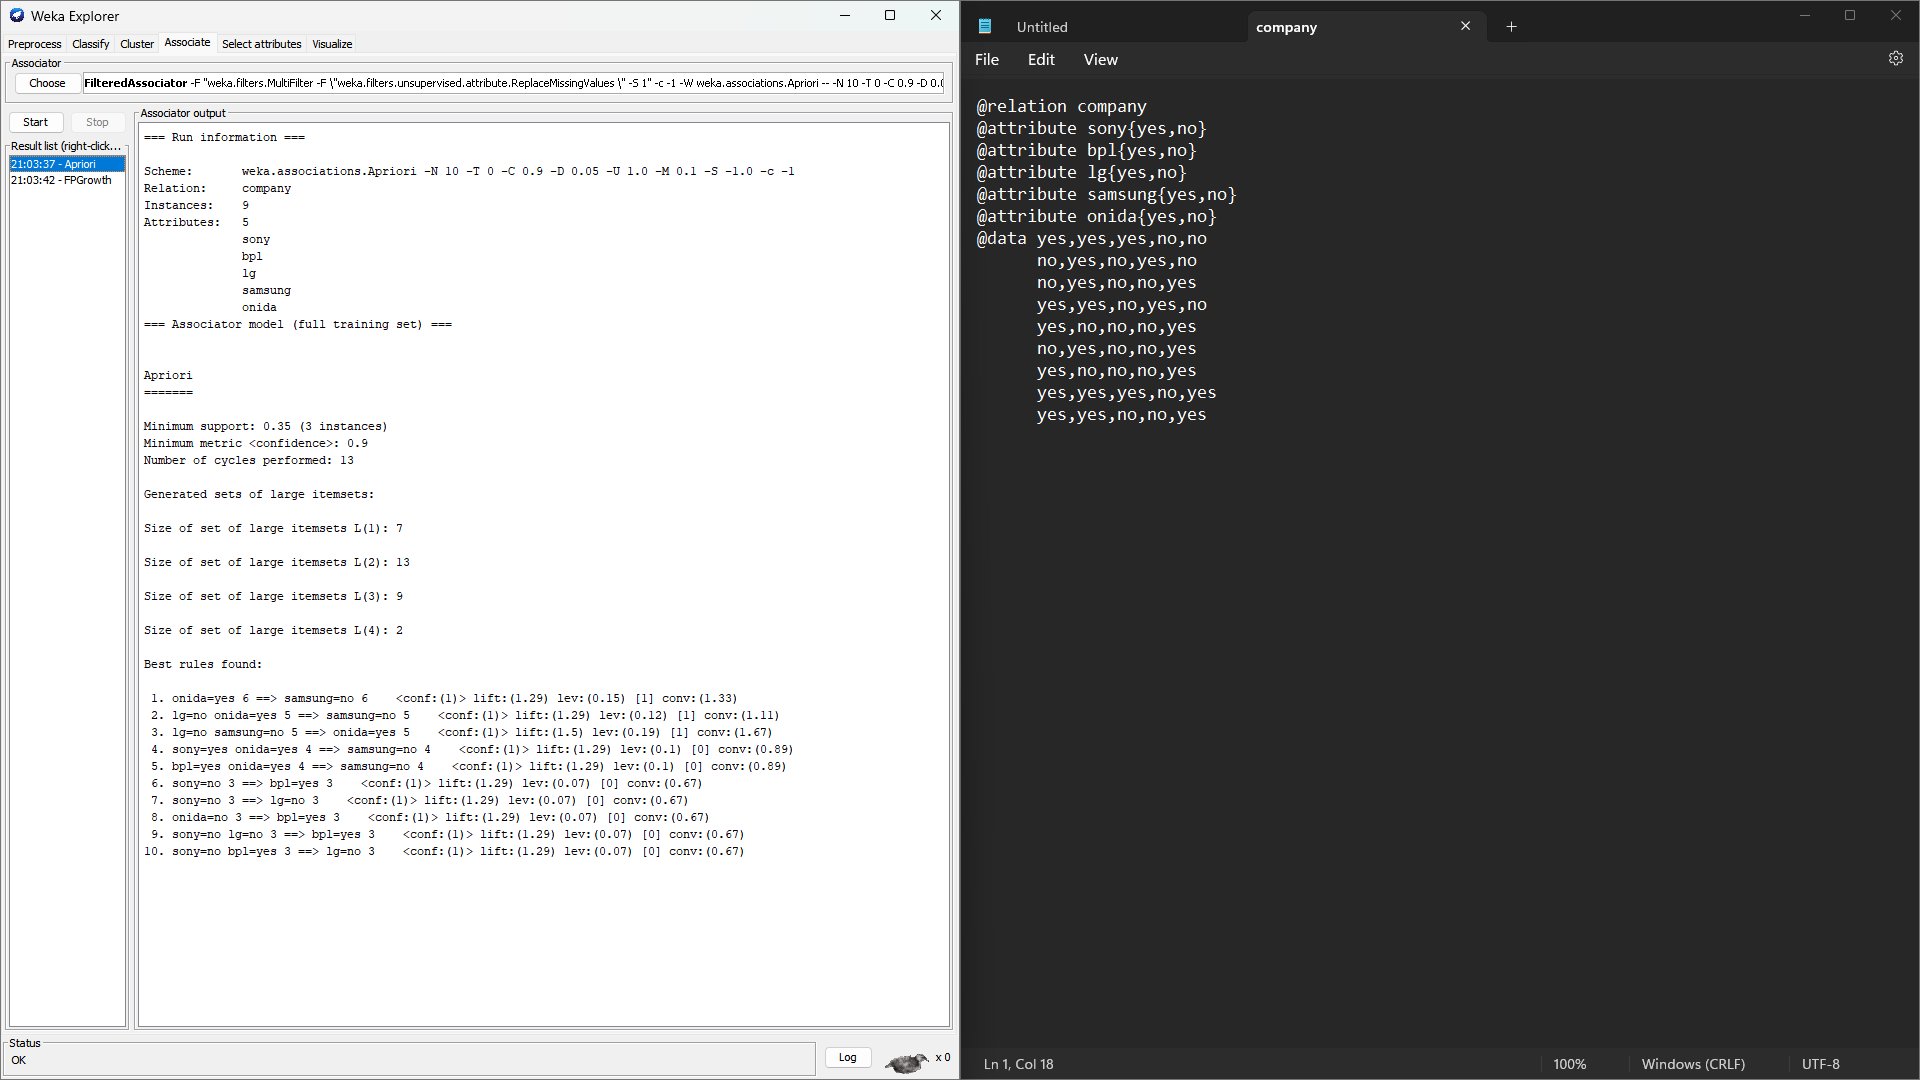 Weka Explorer
Preprocess Classify Cluster Associate Select attributes Visualize
Associator
Choose FilteredAssociator -F "weka.filters.MultiFilter -F \"weka.filters.unsupervised.attribute.ReplaceMissingValues \" -S 1" -c -1 -W weka.associations.Apriori -- -N 10 -T 0 -C 0.9 -D 0.0
Start Stop
Result list (right-click...
21:03:37 - Apriori
21:03:42 - FPGrowth
Associator output
=== Run information ===
Scheme: weka.associations.Apriori -N 10 -T 0 -C 0.9 -D 0.05 -U 1.0 -M 0.1 -S -1.0 -c -1
Relation: company
Instances: 9
Attributes: 5
sony
bpl
lg
samsung
onida
=== Associator model (full training set) ===
Apriori
=======
Minimum support: 0.35 (3 instances)
Minimum metric <confidence>: 0.9
Number of cycles performed: 13
Generated sets of large itemsets:
Size of set of large itemsets L(1): 7
Size of set of large itemsets L(2): 13
Size of set of large itemsets L(3): 9
Size of set of large itemsets L(4): 2
Best rules found:
1. onida=yes 6 ==> samsung=no 6 <conf:(1)> lift:(1.29) lev:(0.15) [1] conv:(1.33)
2. lg=no onida=yes 5 ==> samsung=no 5 <conf:(1)> lift:(1.29) lev:(0.12) [1] conv:(1.11)
3. lg=no samsung=no 5 ==> onida=yes 5 <conf:(1)> lift:(1.5) lev:(0.19) [1] conv:(1.67)
4. sony=yes onida=yes 4 ==> samsung=no 4 <conf:(1)> lift:(1.29) lev:(0.1) [0] conv:(0.89)
5. bpl=yes onida=yes 4 ==> samsung=no 4 <conf:(1)> lift:(1.29) lev:(0.1) [0] conv:(0.89)
6. sony=no 3 ==> bpl=yes 3 <conf:(1)> lift:(1.29) lev:(0.07) [0] conv:(0.67)
7. sony=no 3 ==> lg=no 3 <conf:(1)> lift:(1.29) lev:(0.07) [0] conv:(0.67)
8. onida=no 3 ==> bpl=yes 3 <conf:(1)> lift:(1.29) lev:(0.07) [0] conv:(0.67)
9. sony=no lg=no 3 ==> bpl=yes 3 <conf:(1)> lift:(1.29) lev:(0.07) [0] conv:(0.67)
10. sony=no bpl=yes 3 ==> lg=no 3 <conf:(1)> lift:(1.29) lev:(0.07) [0] conv:(0.67)
Status
OK
Log
x 0
Untitled
company
File Edit View
@relation company
@attribute sony{yes,no}
@attribute bpl{yes,no}
@attribute lg{yes,no}
@attribute samsung{yes,no}
@attribute onida{yes,no}
@data yes,yes,yes,no,no
no,yes,no,yes,no
no,yes,no,no,yes
yes,yes,no,yes,no
yes,no,no,no,yes
no,yes,no,no,yes
yes,no,no,no,yes
yes,yes,yes,no,yes
yes,yes,no,no,yes
Ln 1, Col 18
100%
Windows (CRLF)
UTF-8